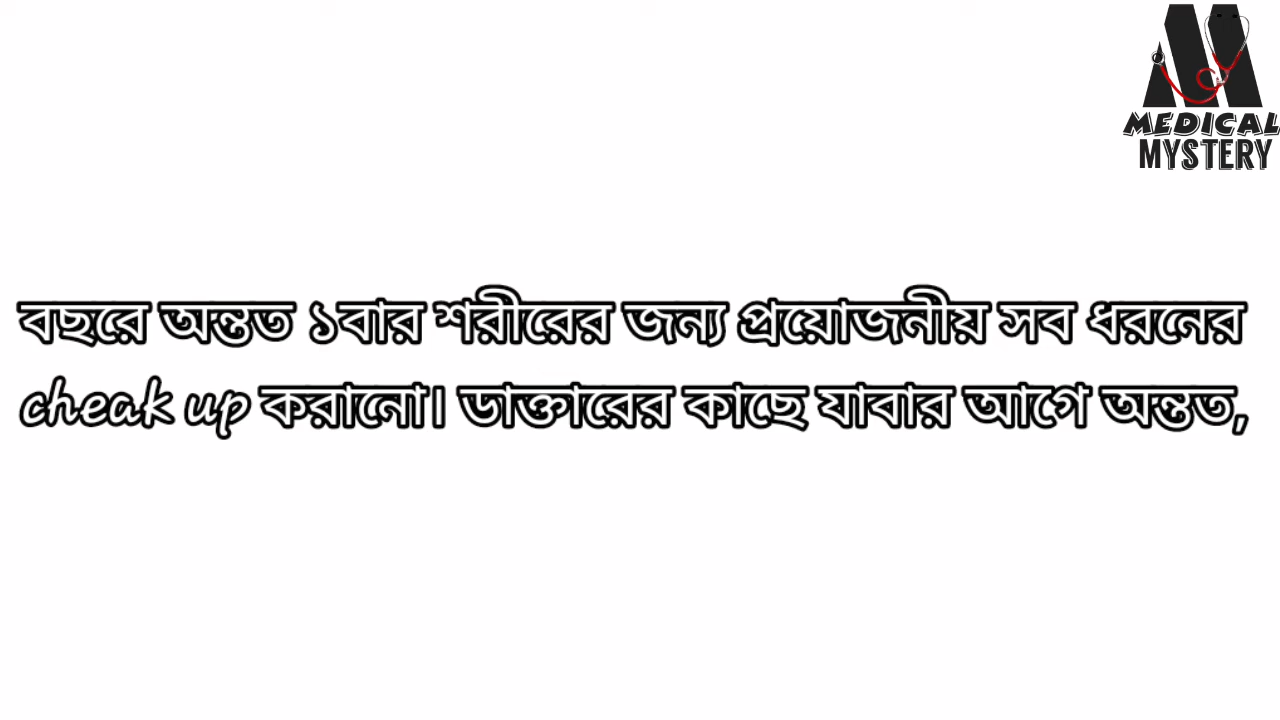 MEDICAL
MYSTERY
বছরে অন্তত ১বার শরীরের জন্য প্রয়োজনীয় সব ধরনের
cheak up করানো। ডাক্তারের কাছে যাবার আগে অন্তত,